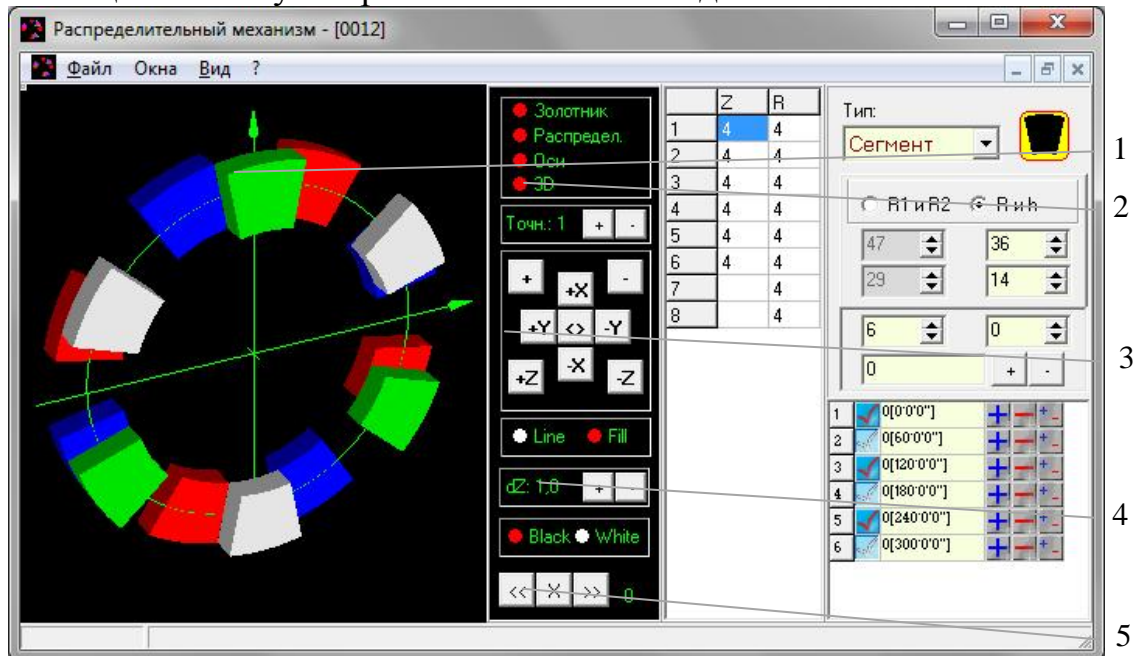 Распределительный механизм - [0012]
Файл Окна Вид ?
Золотник
Распредел.
Оси
3D
Точн.: 1 + -
+ +X -
+Y <> -Y
+Z -X -Z
Line Fill
dZ: 1,0 + -
Black White
<< X >> 0
Z R
1 4 4
2 4 4
3 4 4
4 4 4
5 4 4
6 4 4
7 4
8 4
Тип:
Сегмент
R1 и R2 R и h
47 36
29 14
6 0
0 + -
1 0[0'0'0"]
2 0[60'0'0"]
3 0[120'0'0"]
4 0[180'0'0"]
5 0[240'0'0"]
6 0[300'0'0"]
1
2
3
4
5